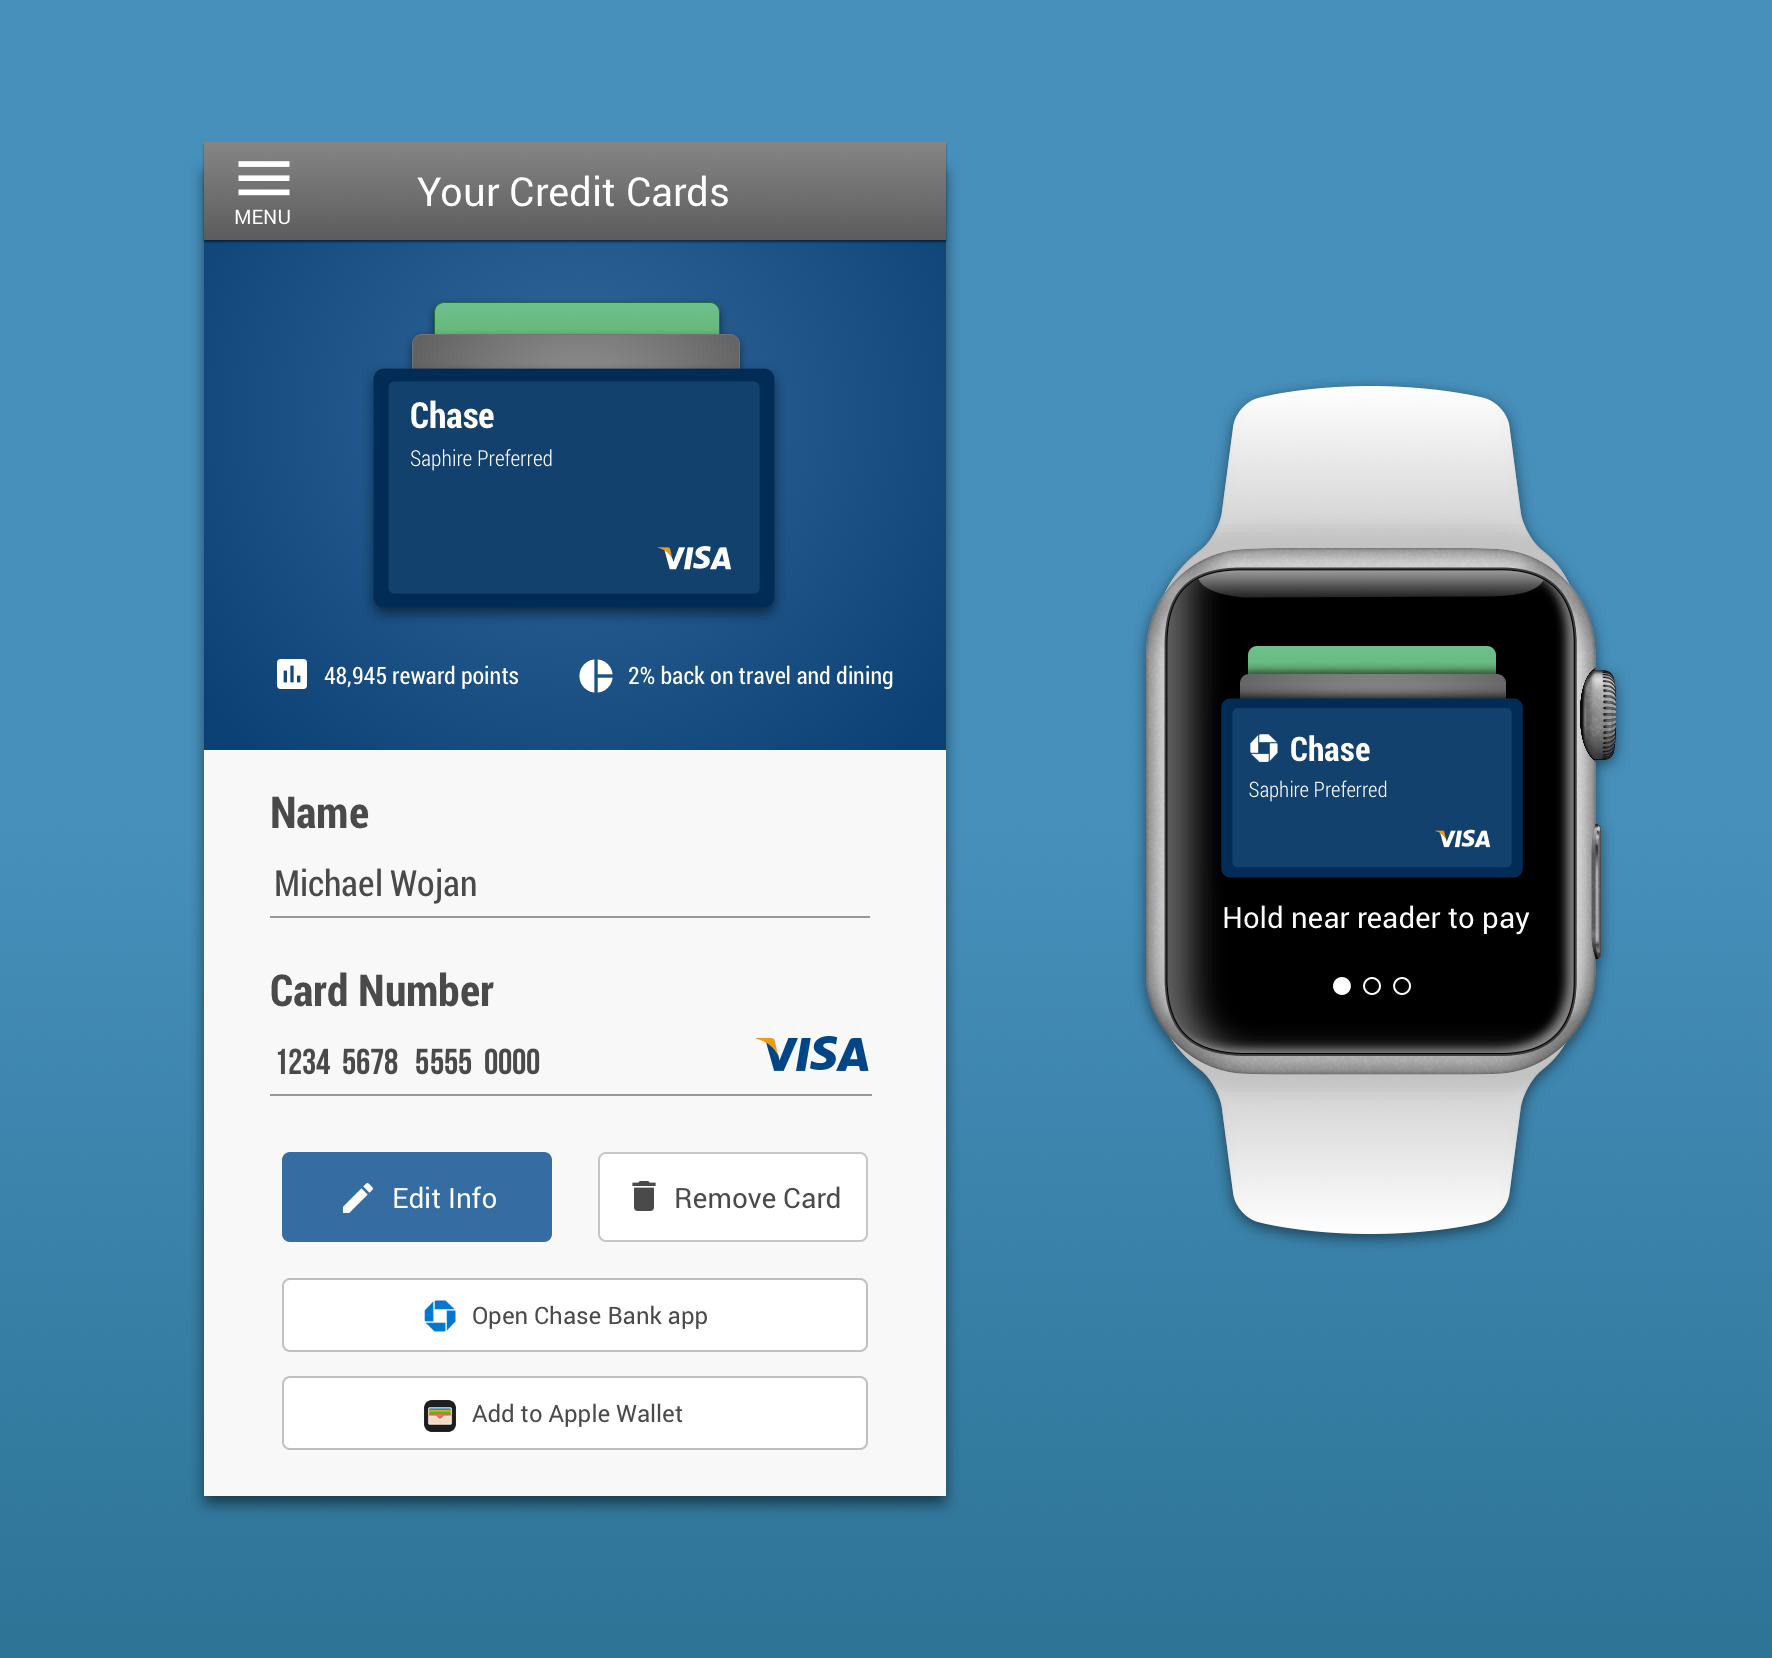 MENU
Your Credit Cards
Chase
Saphire Preferred
VISA
48,945 reward points
2% back on travel and dining
Name
Michael Wojan
Card Number
1234 5678 5555 0000
VISA
Edit Info
Remove Card
Open Chase Bank app
Add to Apple Wallet
Chase
Saphire Preferred
VISA
Hold near reader to pay